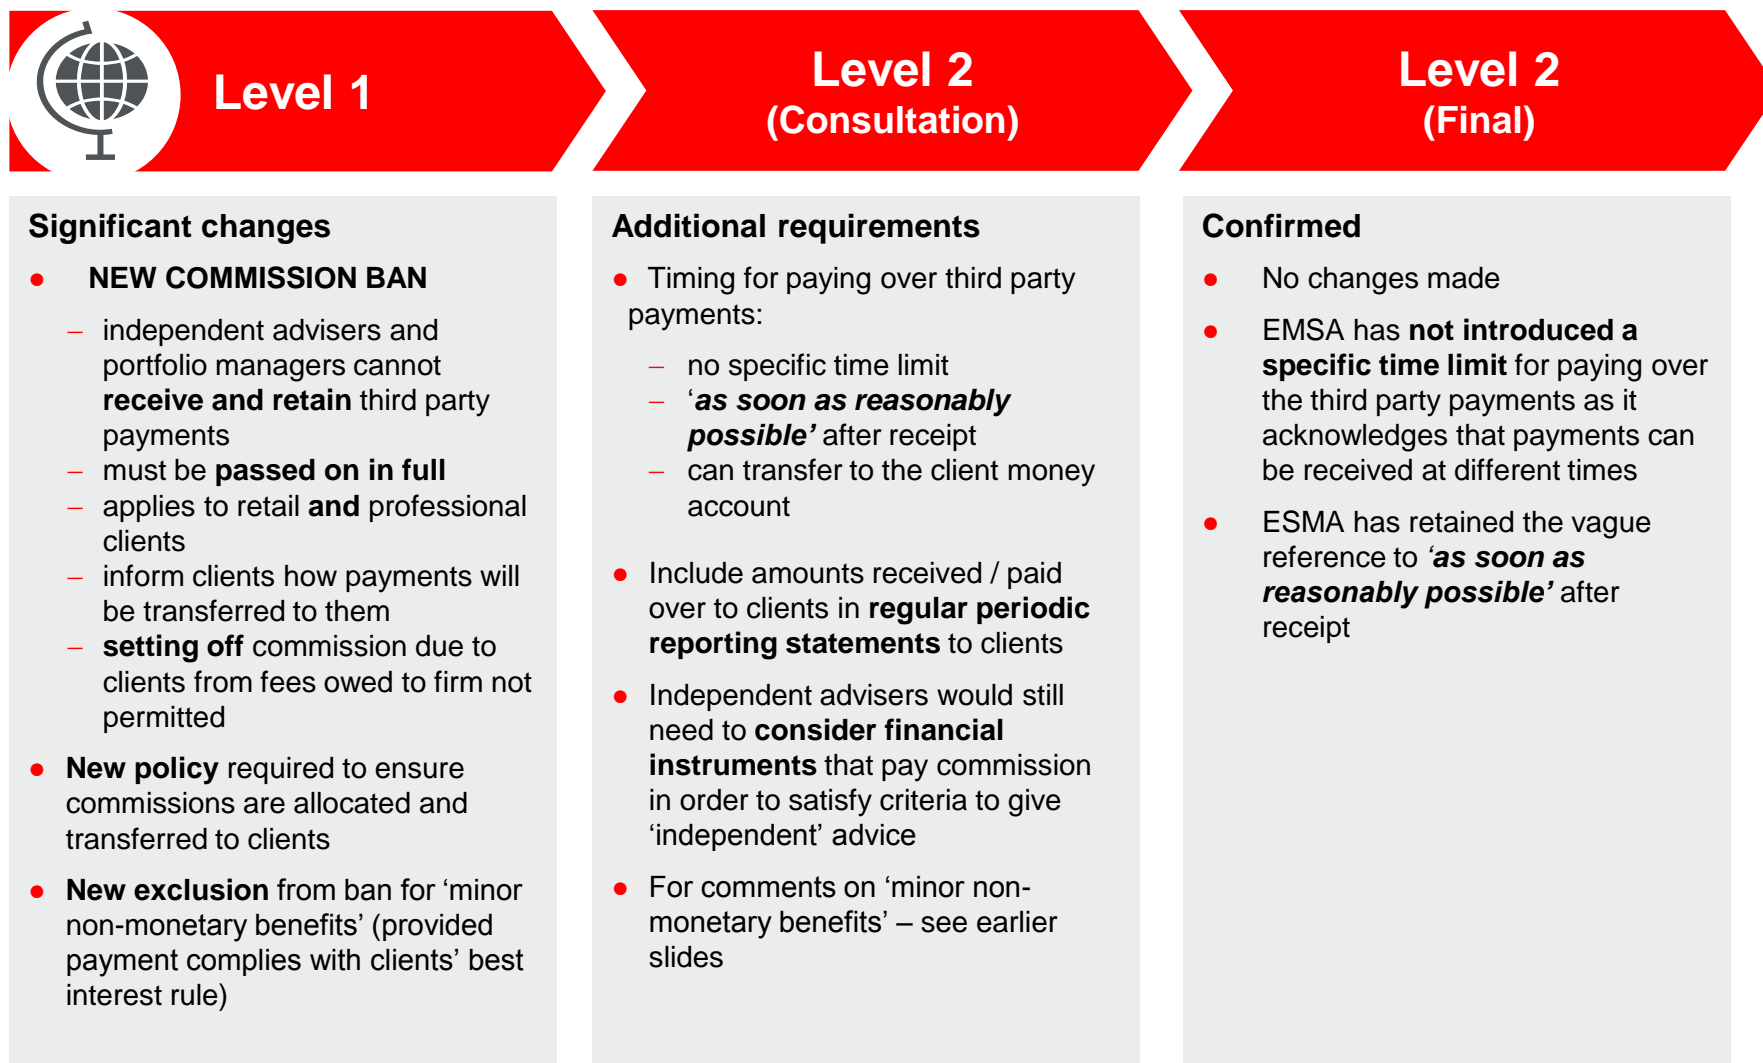 Level 1
Level 2
(Consultation)
Level 2
(Final)
Significant changes
● NEW COMMISSION BAN
– independent advisers and
portfolio managers cannot
receive and retain third party
payments
– must be passed on in full
– applies to retail and professional
clients
– inform clients how payments will
be transferred to them
– setting off commission due to
clients from fees owed to firm not
permitted
● New policy required to ensure
commissions are allocated and
transferred to clients
● New exclusion from ban for ‘minor
non-monetary benefits’ (provided
payment complies with clients’ best
interest rule)
Additional requirements
● Timing for paying over third party
payments:
– no specific time limit
– ‘as soon as reasonably
possible’ after receipt
– can transfer to the client money
account
● Include amounts received / paid
over to clients in regular periodic
reporting statements to clients
● Independent advisers would still
need to consider financial
instruments that pay commission
in order to satisfy criteria to give
‘independent’ advice
● For comments on ‘minor non-
monetary benefits’ – see earlier
slides
Confirmed
● No changes made
● EMSA has not introduced a
specific time limit for paying over
the third party payments as it
acknowledges that payments can
be received at different times
● ESMA has retained the vague
reference to ‘as soon as
reasonably possible’ after
receipt